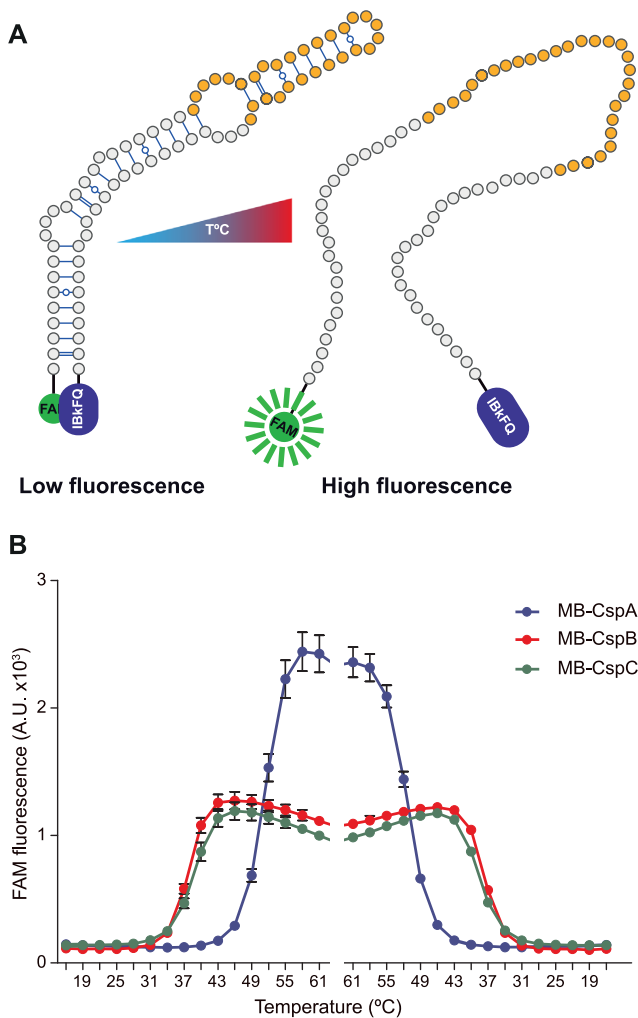 A
T°C
FAM
IBkFQ
FAM
IBkFQ
Low fluorescence
High fluorescence
B
FAM fluorescence (A.U. x10³)
3
2
1
0
MB-CspA
MB-CspB
MB-CspC
19 25 31 37 43 49 55 61 61 55 49 43 37 31 25 19
Temperature (ºC)